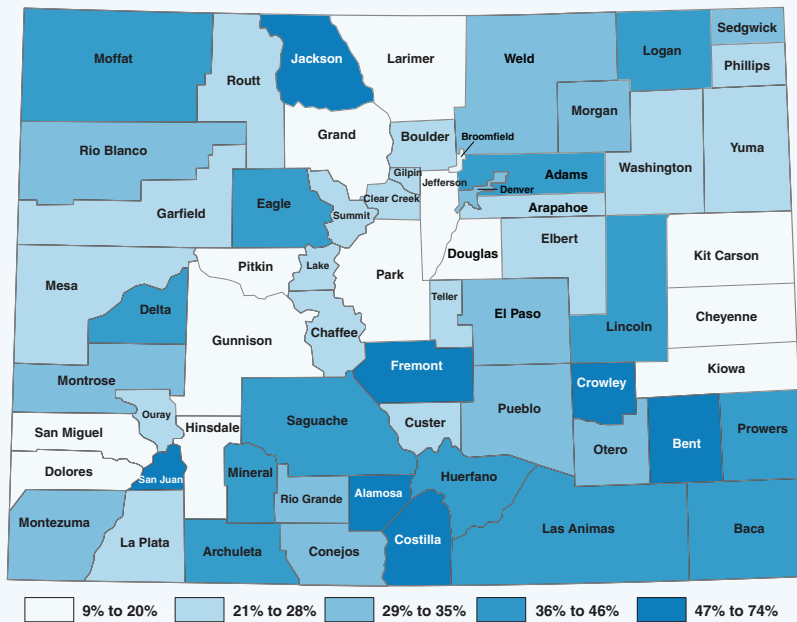 Sedgwick
Moffat
Jackson
Larimer
Weld
Logan
Phillips
Routt
Morgan
Grand
Boulder
Broomfield
Rio Blanco
Yuma
Washington
Gilpin
Adams
Jefferson
Denver
Clear Creek
Eagle
Arapahoe
Garfield
Summit
Elbert
Douglas
Kit Carson
Pitkin
Lake
Park
Mesa
Teller
Delta
El Paso
Cheyenne
Lincoln
Chaffee
Gunnison
Fremont
Kiowa
Montrose
Crowley
Pueblo
Ouray
Saguache
Custer
Hinsdale
Prowers
San Miguel
Bent
Otero
Dolores
Mineral
San Juan
Huerfano
Alamosa
Rio Grande
Montezuma
Las Animas
Baca
Costilla
La Plata
Archuleta
Conejos
9% to 20%
21% to 28%
29% to 35%
36% to 46%
47% to 74%